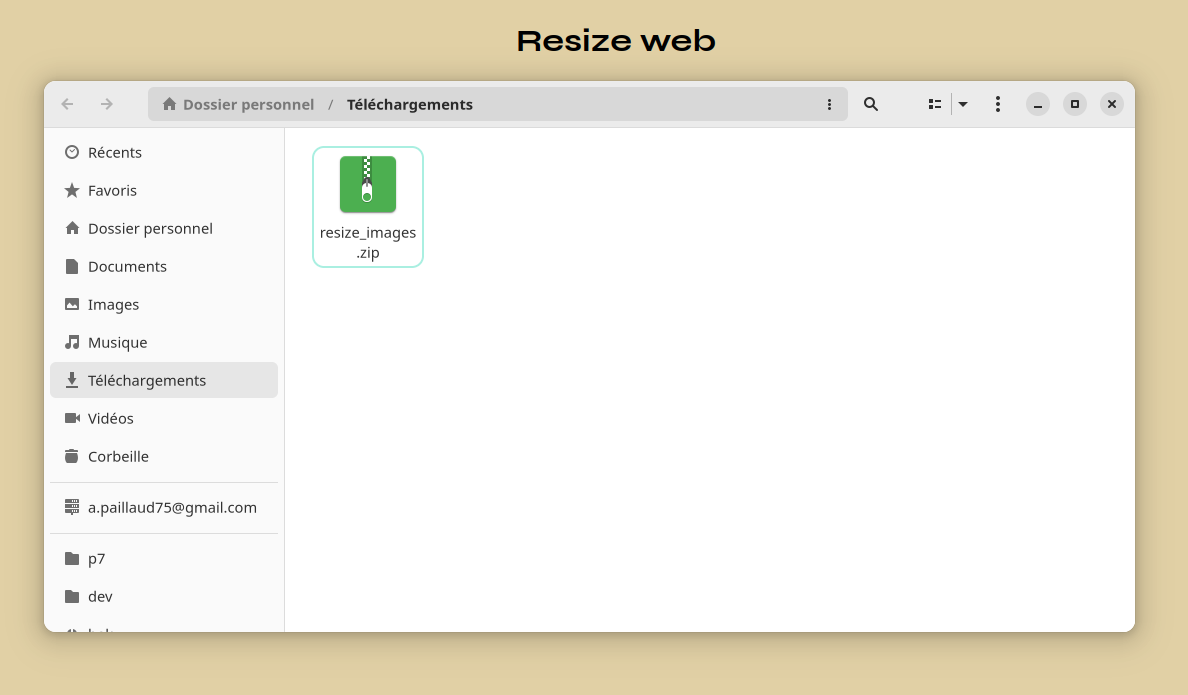 Resize web
Dossier personnel / Téléchargements
Récents
Favoris
Dossier personnel
Documents
Images
Musique
Téléchargements
Vidéos
Corbeille
a.paillaud75@gmail.com
p7
dev
resize_images
.zip